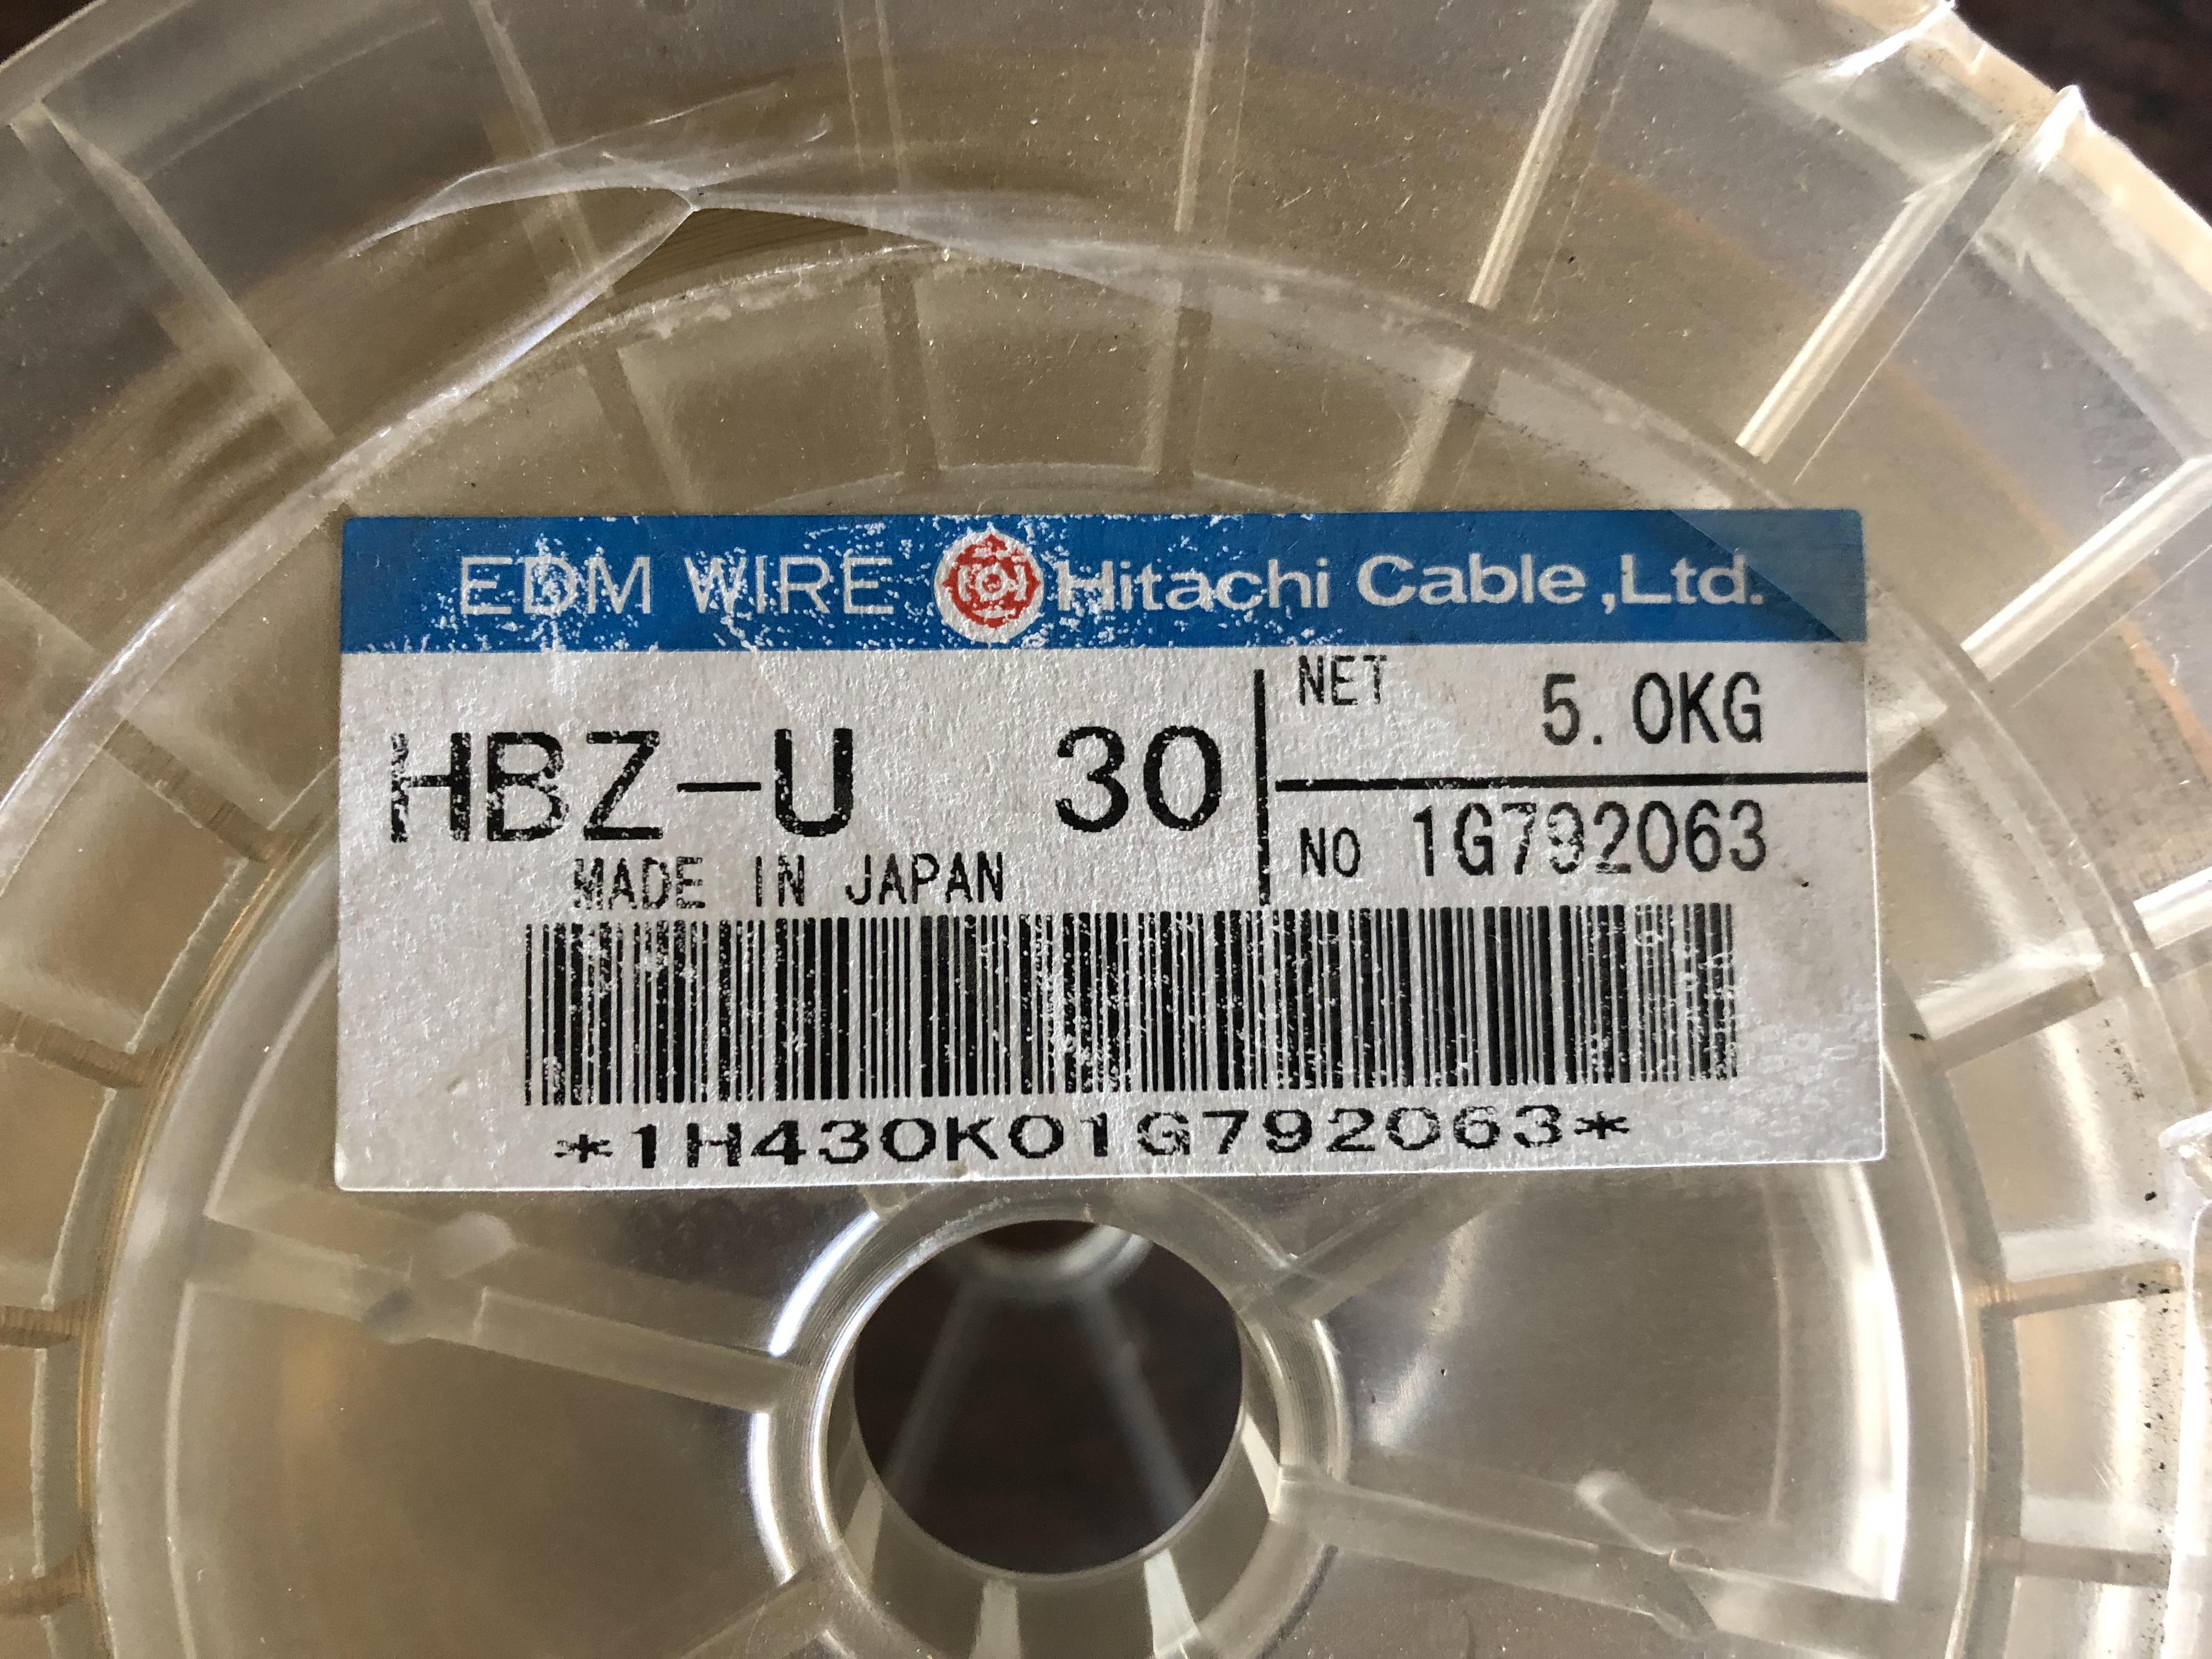 EDM WIRE Hitachi Cable,Ltd.
HBZ-U 30
MADE IN JAPAN
NET 5.0KG
NO 1G792063
*1H430K01G792063*